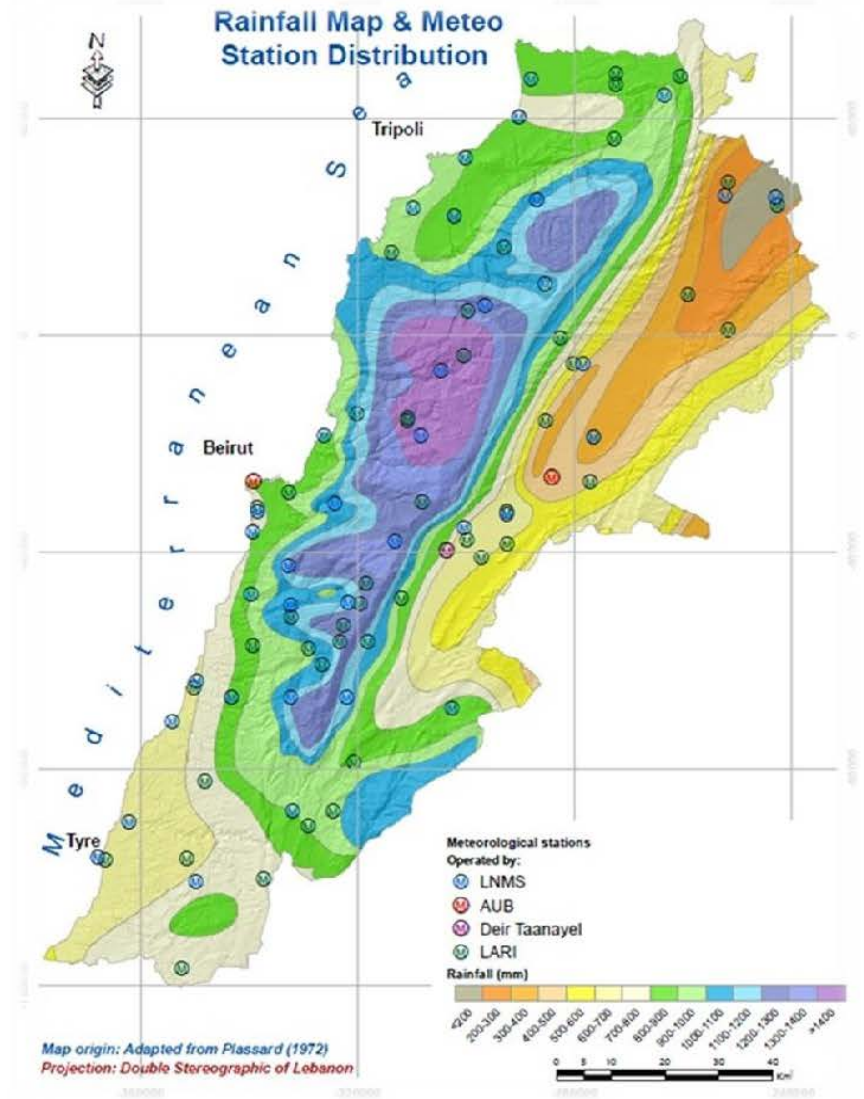 Rainfall Map & Meteo
Station Distribution
N
Mediterranean Sea
Tripoli
Beirut
Tyre
Meteorological stations
Operated by:
LNMS
AUB
Deir Taanayel
LARI
Rainfall (mm)
<200
200-300
300-400
400-500
500-600
600-700
700-800
800-900
900-1000
1000-1100
1100-1200
1200-1300
1300-1400
>1400
0 5 10 20 30 40
Km²
Map origin: Adapted from Plassard (1972)
Projection: Double Stereographic of Lebanon